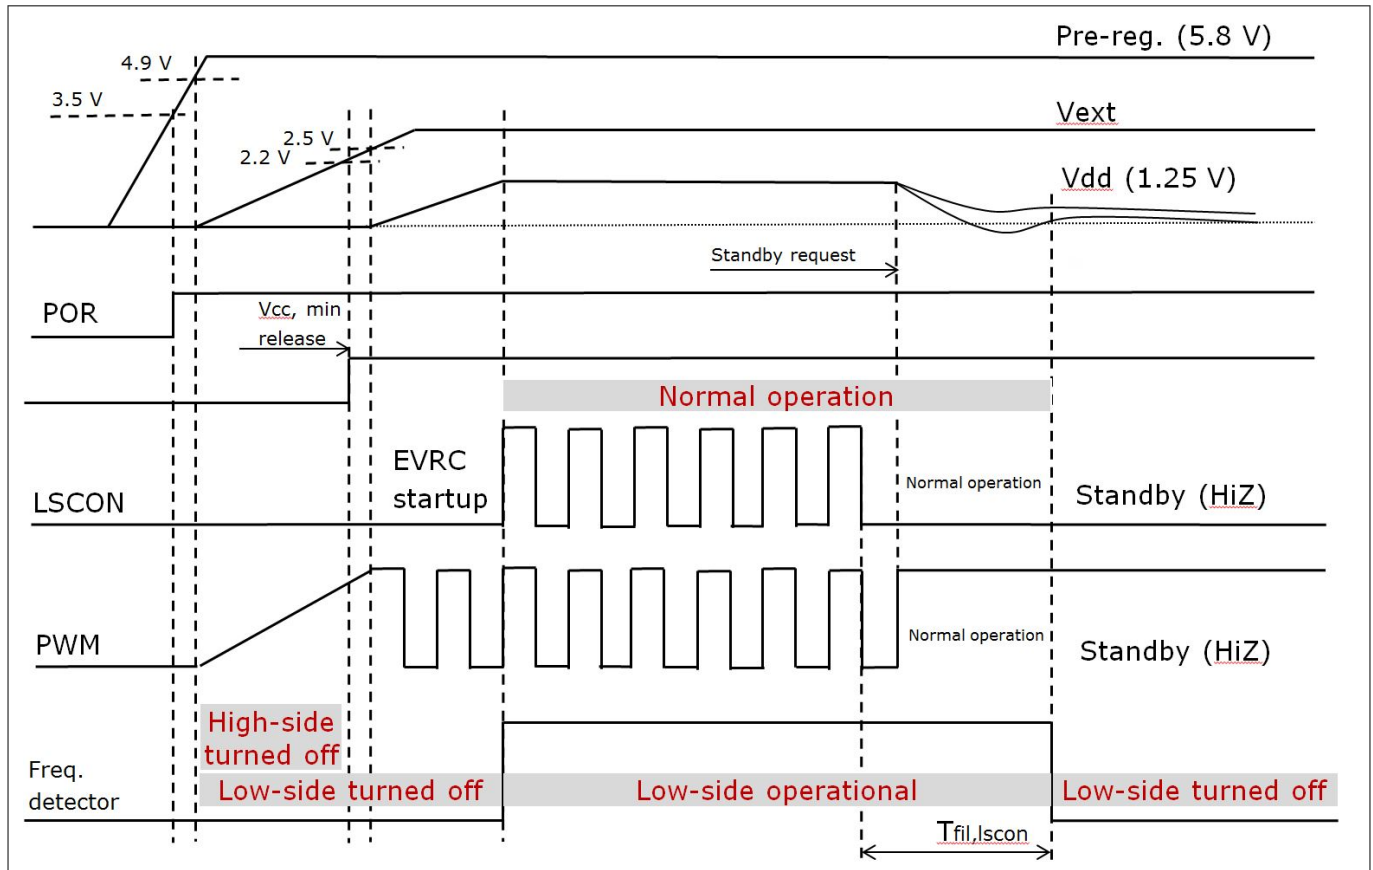 Pre-reg. (5.8 V)
4.9 V
3.5 V
Vext
2.5 V
2.2 V
Vdd (1.25 V)
Standby request
POR
Vcc, min
release
Normal operation
EVRC
startup
LSCON
Normal operation
Standby (HiZ)
PWM
Normal operation
Standby (HiZ)
High-side
turned off
Freq.
detector
Low-side turned off
Low-side operational
Low-side turned off
Tfil,lscon